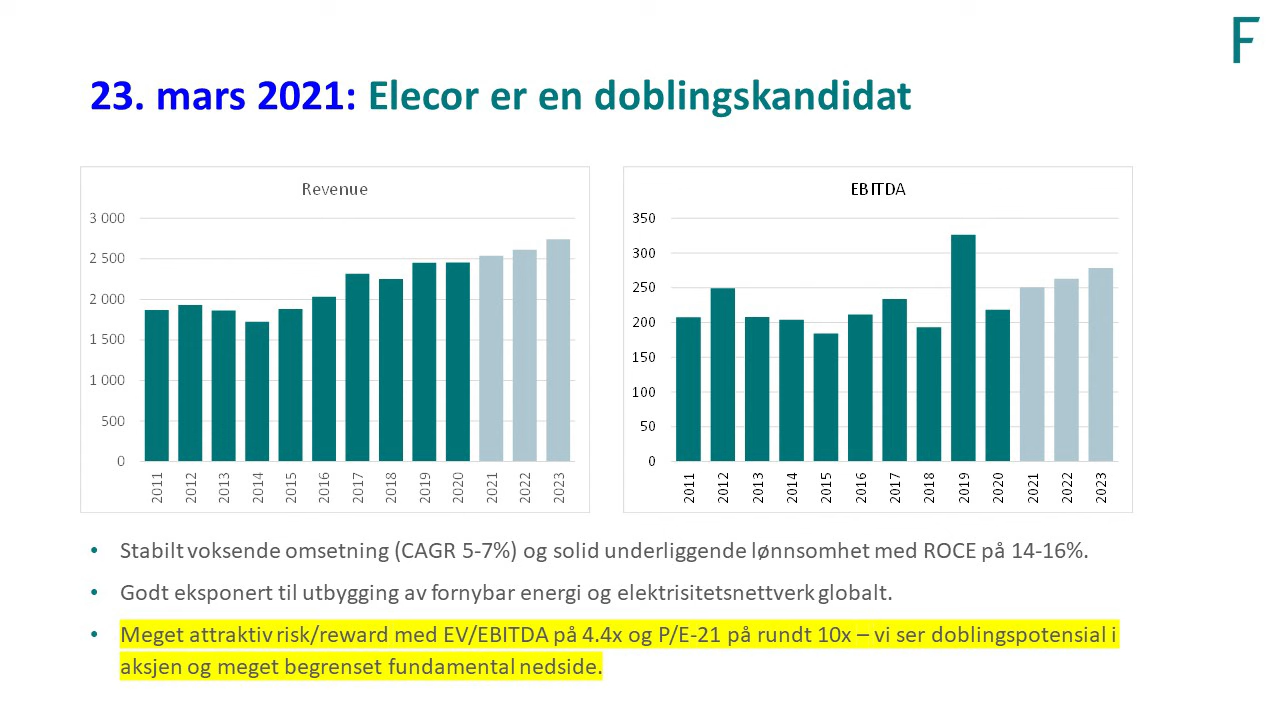 F
23. mars 2021: Elecor er en doblingskandidat
Revenue
3 000
2 500
2 000
1 500
1 000
500
0
2011 2012 2013 2014 2015 2016 2017 2018 2019 2020 2021 2022 2023
EBITDA
350
300
250
200
150
100
50
0
2011 2012 2013 2014 2015 2016 2017 2018 2019 2020 2021 2022 2023
• Stabilt voksende omsetning (CAGR 5-7%) og solid underliggende lønnsomhet med ROCE på 14-16%.
• Godt eksponert til utbygging av fornybar energi og elektrisitetsnettverk globalt.
• Meget attraktiv risk/reward med EV/EBITDA på 4.4x og P/E-21 på rundt 10x – vi ser doblingspotensial i
aksjen og meget begrenset fundamental nedside.